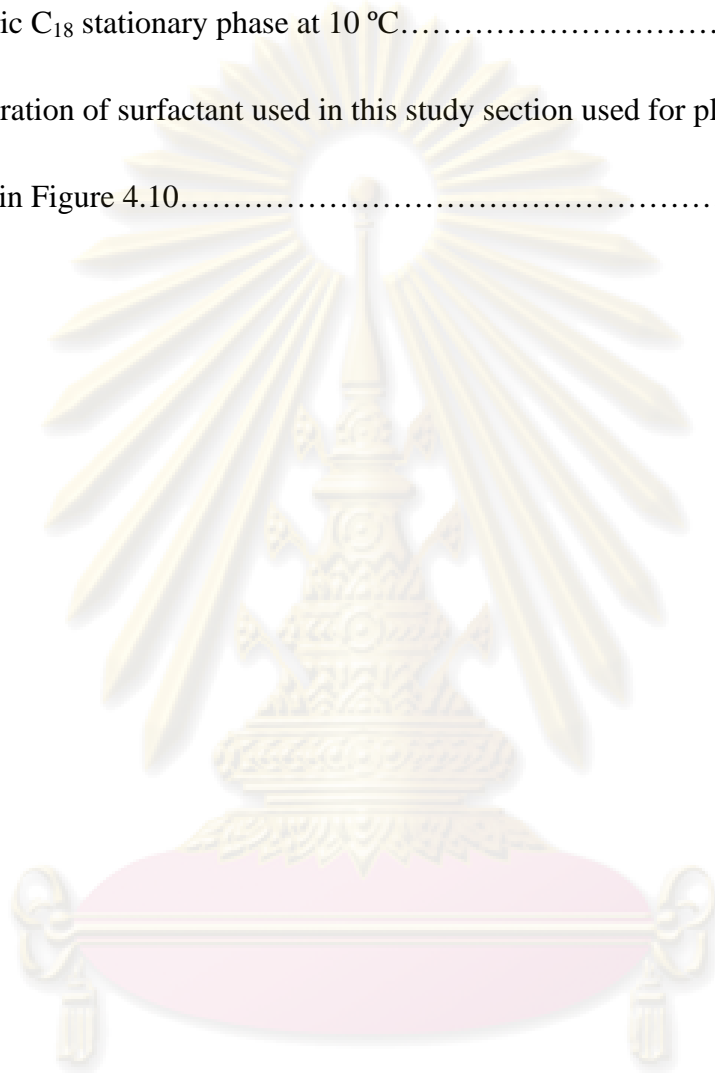 ic C₁₈ stationary phase at 10 ºC…………………………
ration of surfactant used in this study section used for pl
in Figure 4.10……………………………………………